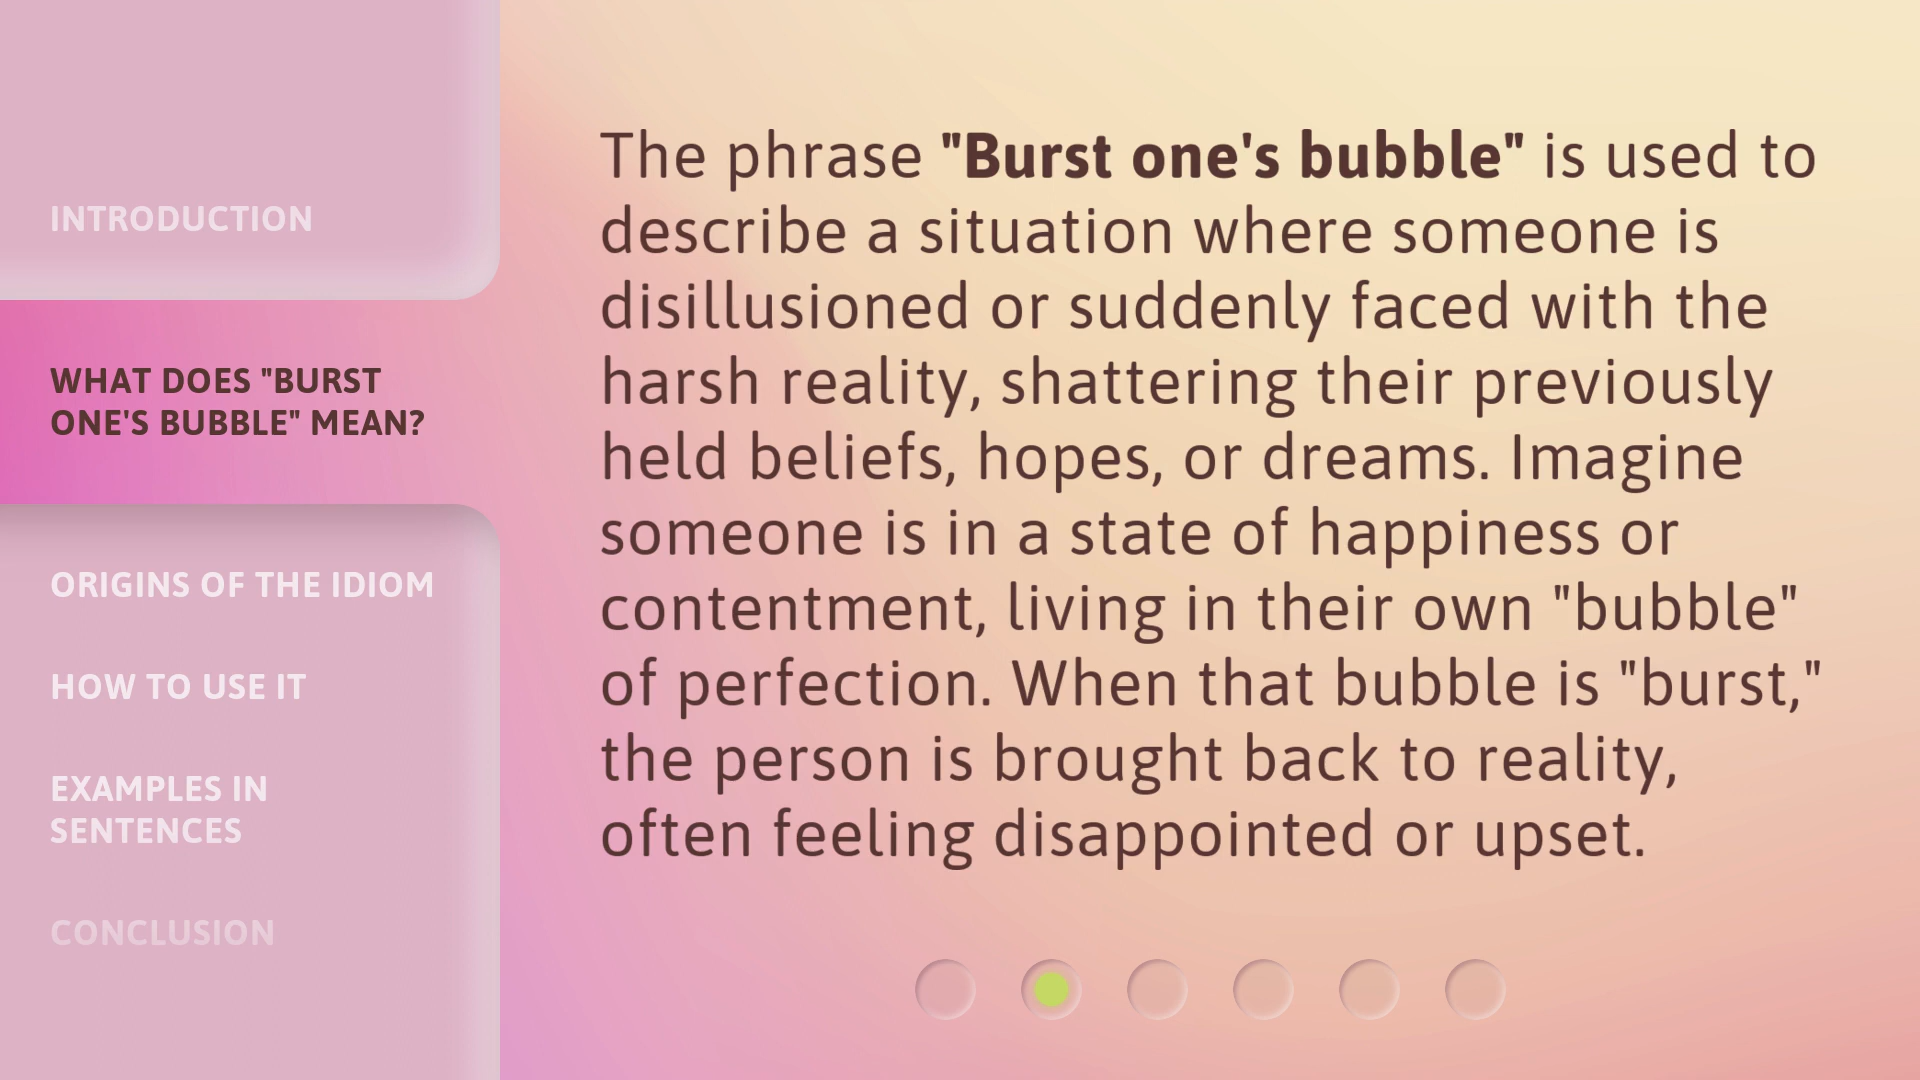 INTRODUCTION
WHAT DOES "BURST
ONE'S BUBBLE" MEAN?
ORIGINS OF THE IDIOM
HOW TO USE IT
EXAMPLES IN
SENTENCES
CONCLUSION
The phrase "Burst one's bubble" is used to
describe a situation where someone is
disillusioned or suddenly faced with the
harsh reality, shattering their previously
held beliefs, hopes, or dreams. Imagine
someone is in a state of happiness or
contentment, living in their own "bubble"
of perfection. When that bubble is "burst,"
the person is brought back to reality,
often feeling disappointed or upset.